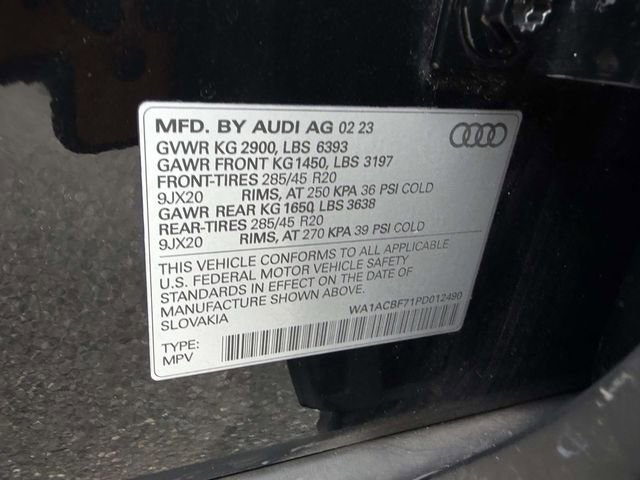 MFD. BY AUDI AG 02 23
GVWR KG 2900, LBS 6393
GAWR FRONT KG1450, LBS 3197
FRONT-TIRES 285/45 R20
9JX20 RIMS, AT 250 KPA 36 PSI COLD
GAWR REAR KG 1650, LBS 3638
REAR-TIRES 285/45 R20
9JX20 RIMS, AT 270 KPA 39 PSI COLD
THIS VEHICLE CONFORMS TO ALL APPLICABLE
U.S. FEDERAL MOTOR VEHICLE SAFETY
STANDARDS IN EFFECT ON THE DATE OF
MANUFACTURE SHOWN ABOVE.
SLOVAKIA
WA1ACBF71PD012490
TYPE:
MPV